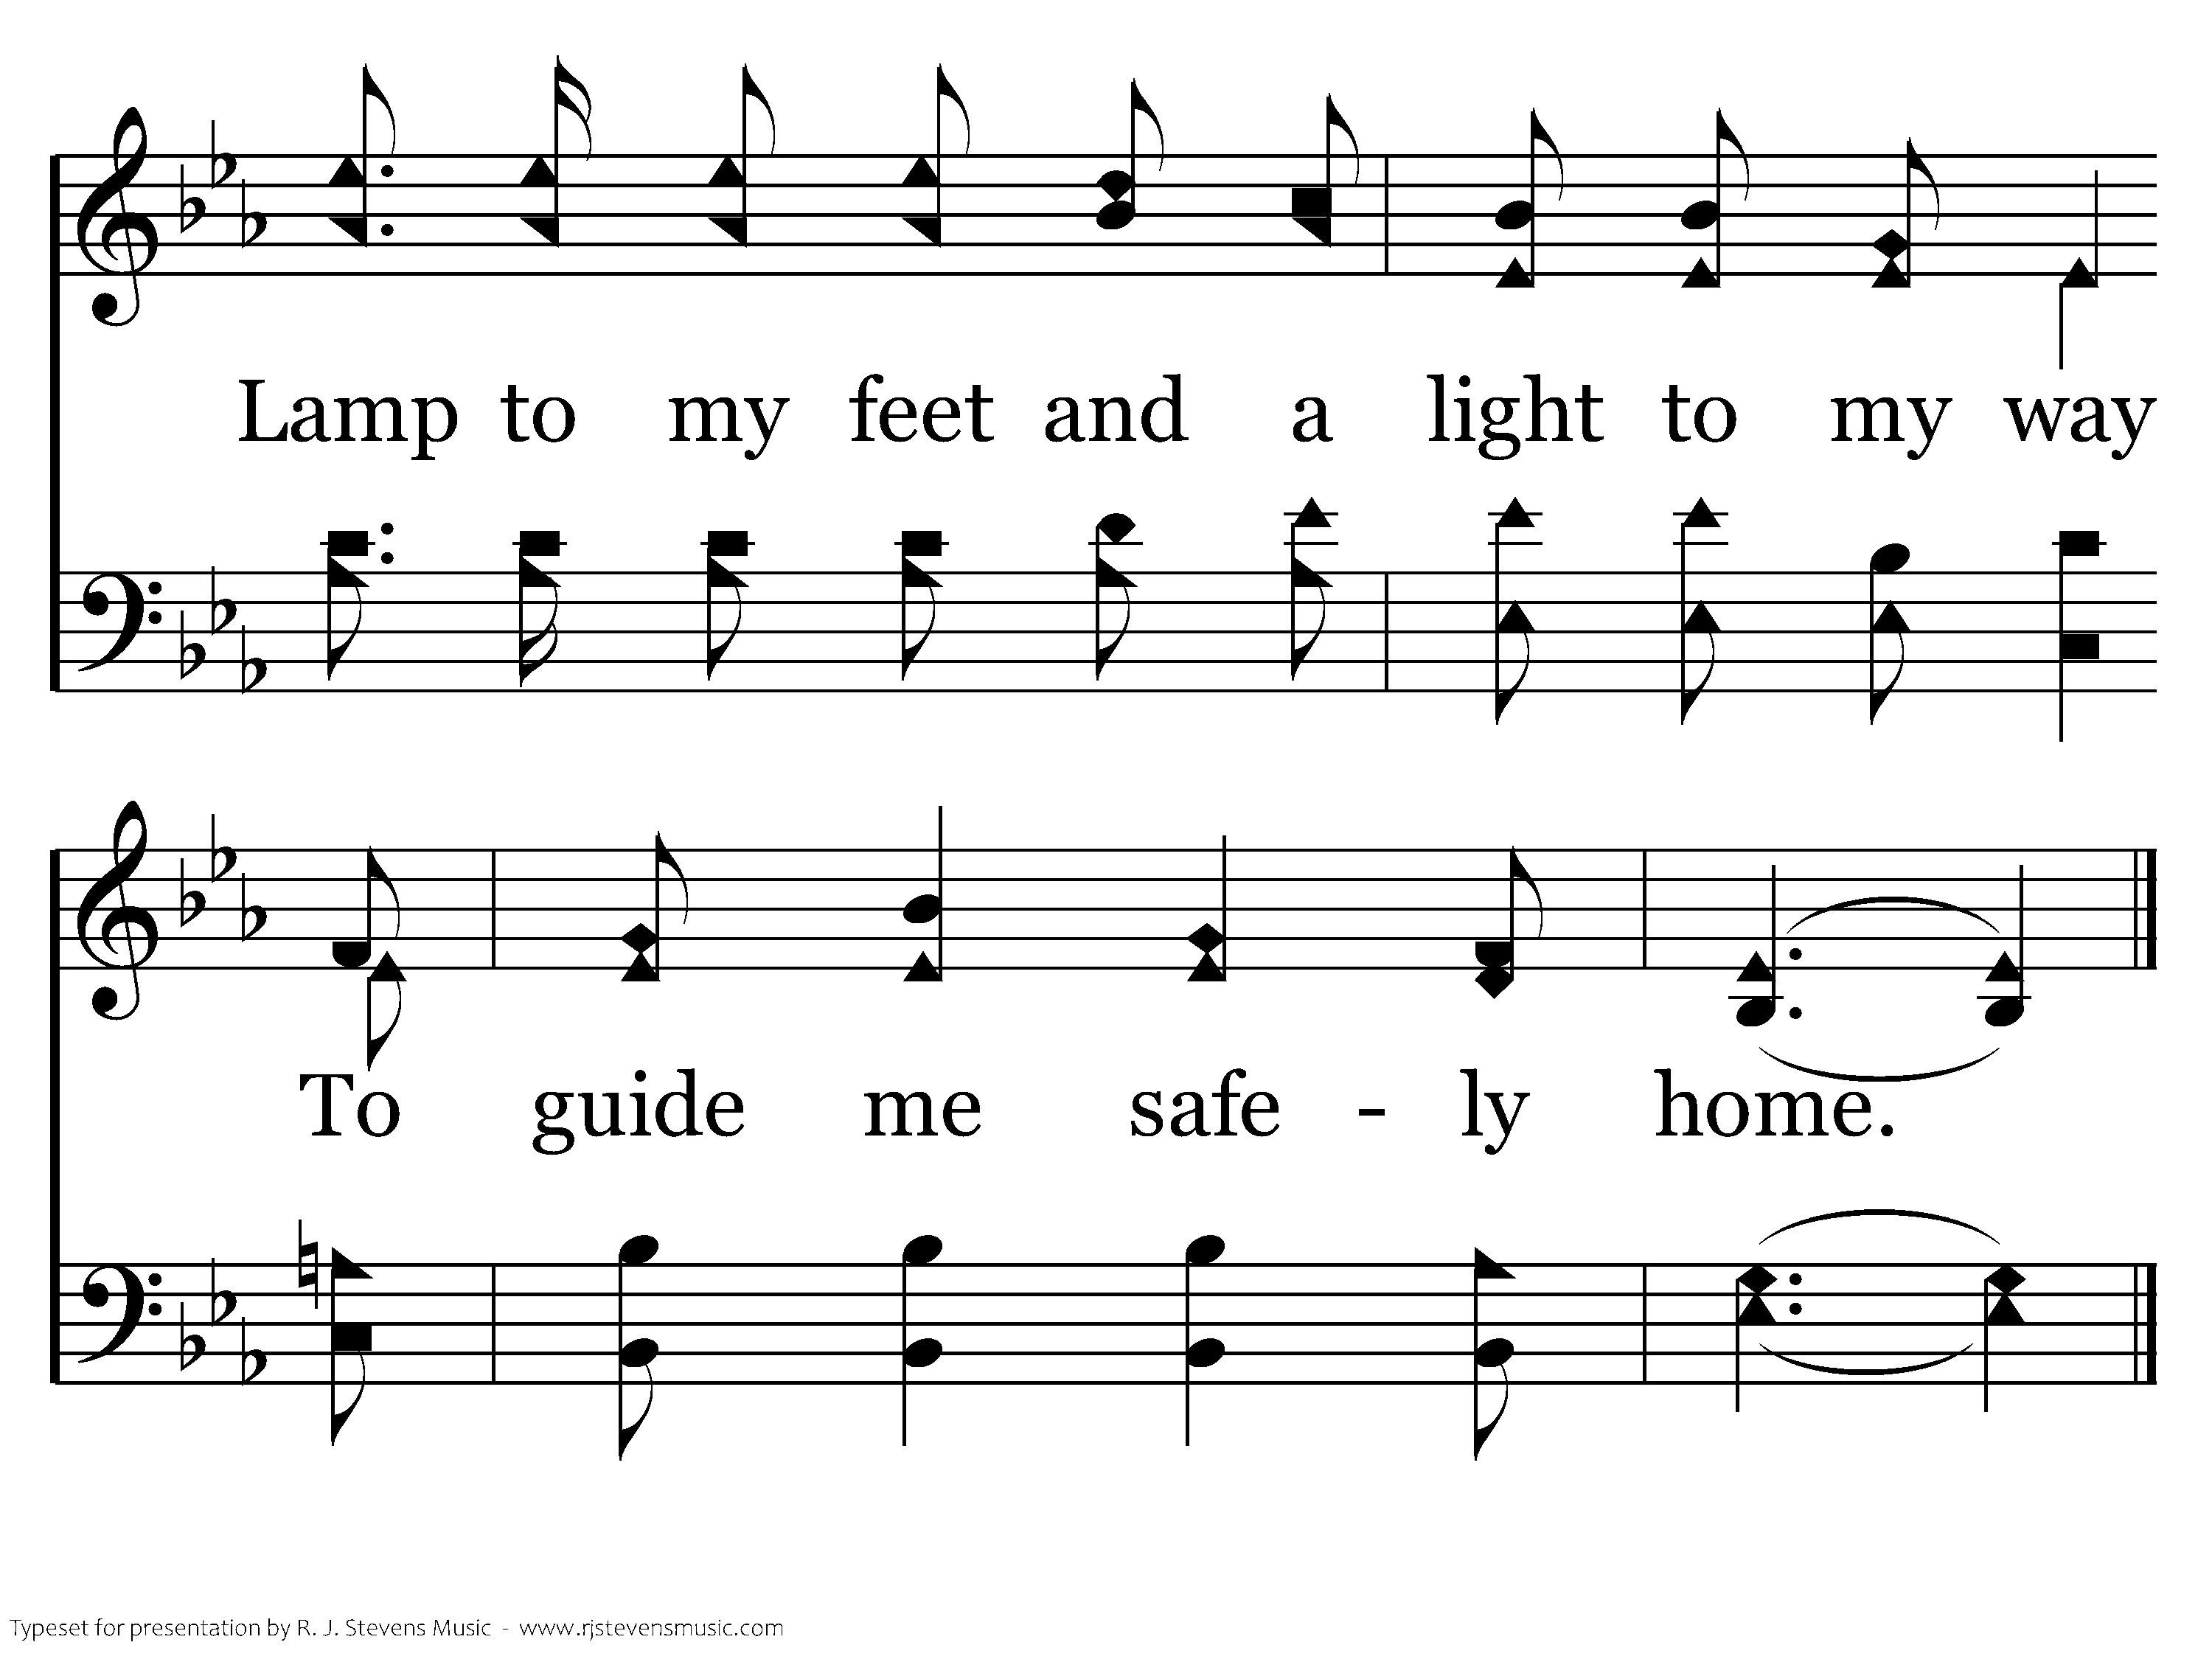 Lamp to my feet and a light to my way
To guide me safe - ly home.
Typeset for presentation by R. J. Stevens Music - www.rjstevensmusic.com